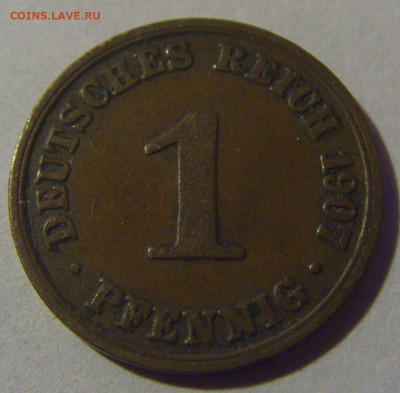 COINS.LAVE.RU
DEUTSCHES REICH 1907
1
· PFENNIG ·